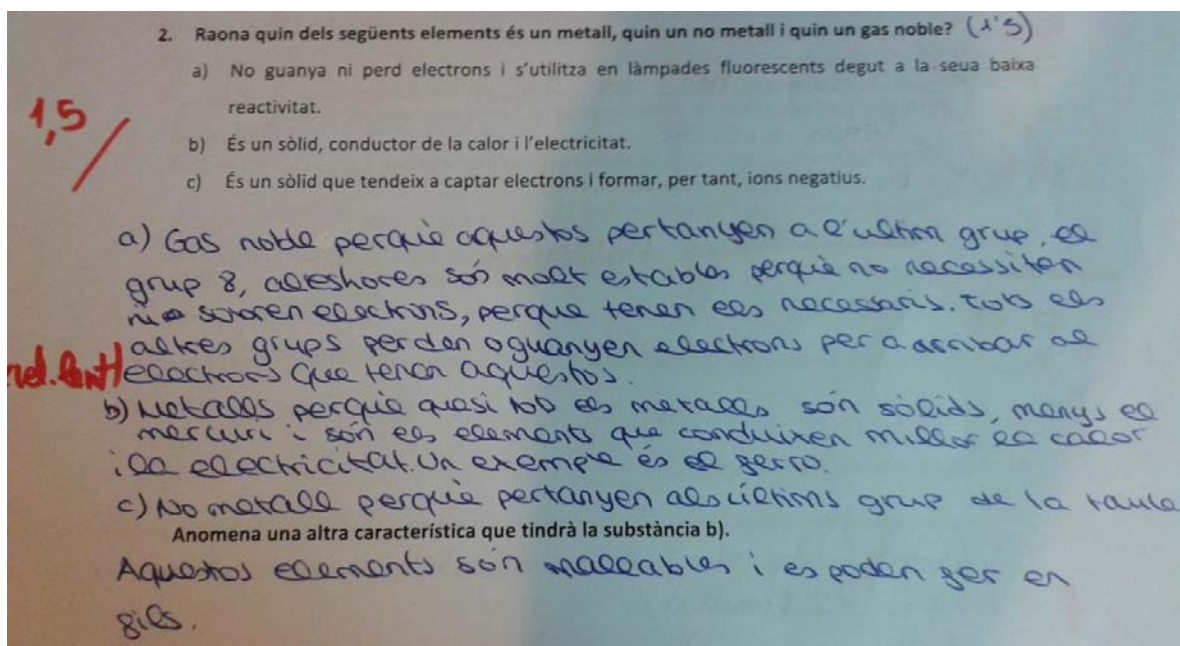 2. Raona quin dels següents elements és un metall, quin un no metall i quin un gas noble? (1'5)
a) No guanya ni perd electrons i s'utilitza en làmpades fluorescents degut a la seua baixa
reactivitat.
1,5
b) És un sòlid, conductor de la calor i l'electricitat.
c) És un sòlid que tendeix a captar electrons i formar, per tant, ions negatius.
a) Gas noble perquè aquestos pertanyen a l'ultim grup, el
grup 8, aleshores són molt estables perquè no necessiten
electrons, perque tenen els necessaris. Tots els
altres grups perden o guanyen electrons per a arribar al
electrons que tenen aquestos.
b) Metalls perquè quasi tots els metalls són sòlids, menys el
mercuri i són els elements que conduixen millor la calor
i la electricitat. Un exemple és el ferro.
c) No metall perquè pertanyen als últims grup de la taula
Anomena una altra característica que tindrà la substància b).
Aquestos elements són maleables i es poden fer en
fils.